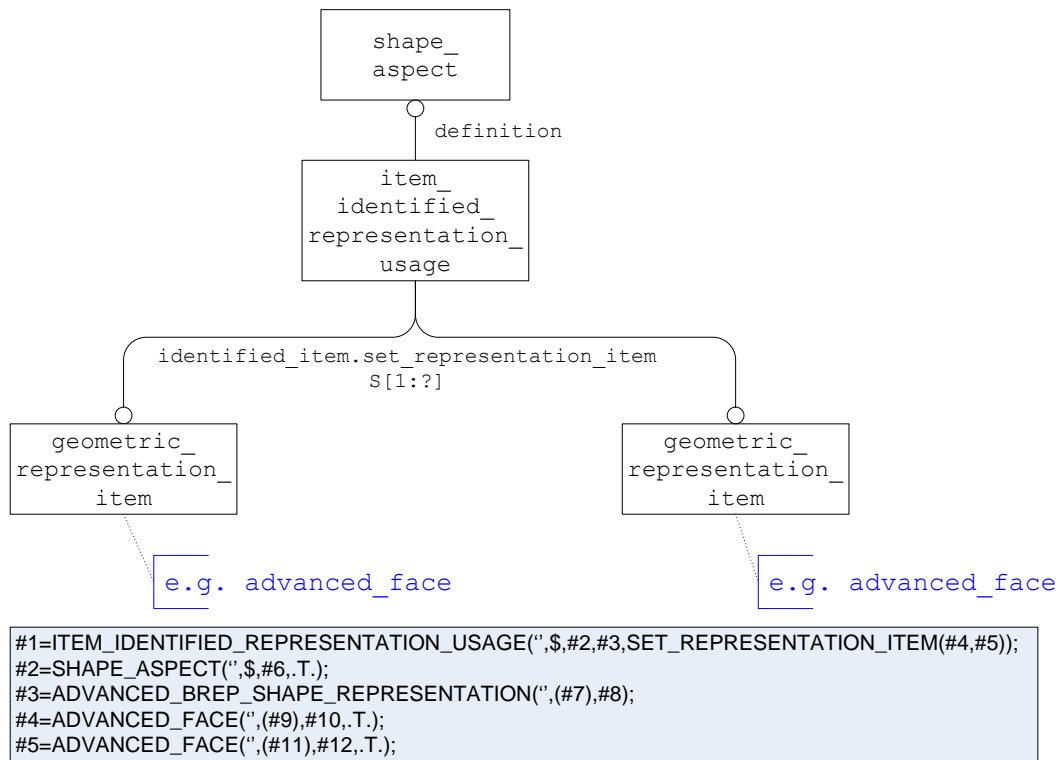 shape_
aspect
definition
item_
identified_
representation_
usage
identified_item.set_representation_item
S[1:?]
geometric_
representation_
item
geometric_
representation_
item
e.g. advanced_face
e.g. advanced_face
#1=ITEM_IDENTIFIED_REPRESENTATION_USAGE(‘’,$,#2,#3,SET_REPRESENTATION_ITEM(#4,#5));
#2=SHAPE_ASPECT(‘’,$,#6,.T.);
#3=ADVANCED_BREP_SHAPE_REPRESENTATION(‘’,(#7),#8);
#4=ADVANCED_FACE(‘’,(#9),#10,.T.);
#5=ADVANCED_FACE(‘’,(#11),#12,.T.);